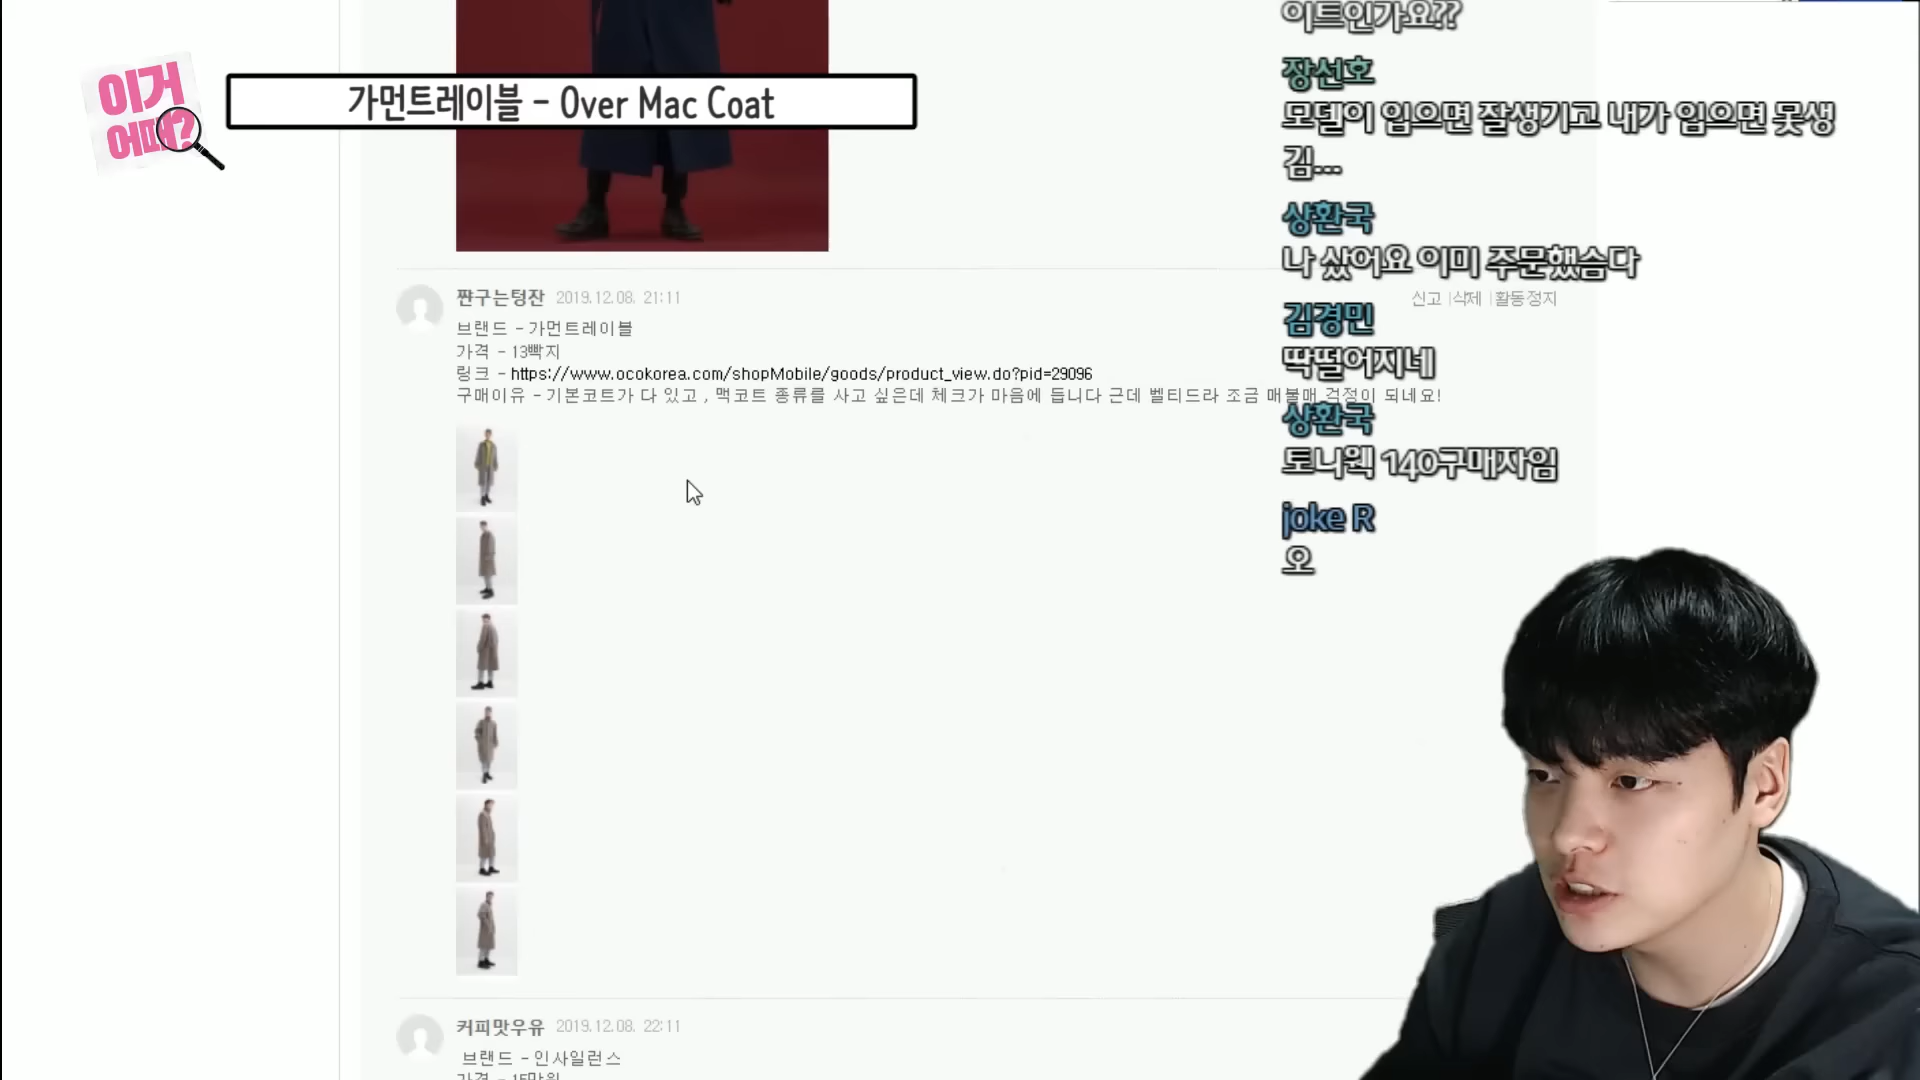 이거
어때?
가먼트레이블 - Over Mac Coat
이트인가요??
장선호
모델이 입으면 잘생기고 내가 입으면 못생
김...
상환국
나 샀어요 이미 주문했슴다
김경민
딱떨어지네
상환국
토니웩 140구매자임
joke R
오
짠구는텅잔 2019.12.08. 21:11
신고 |삭제 |활동정지
브랜드 - 가먼트레이블
가격 - 13빡지
링크 - https://www.ocokorea.com/shopMobile/goods/product_view.do?pid=29096
구매이유 - 기본코트가 다 있고 , 맥코트 종류를 사고 싶은데 체크가 마음에 듭니다 근데 벨티드라 조금 매불매 걱정이 되네요!
커피맛우유 2019.12.08. 22:11
브랜드 - 인사일런스
가격 - 15만원